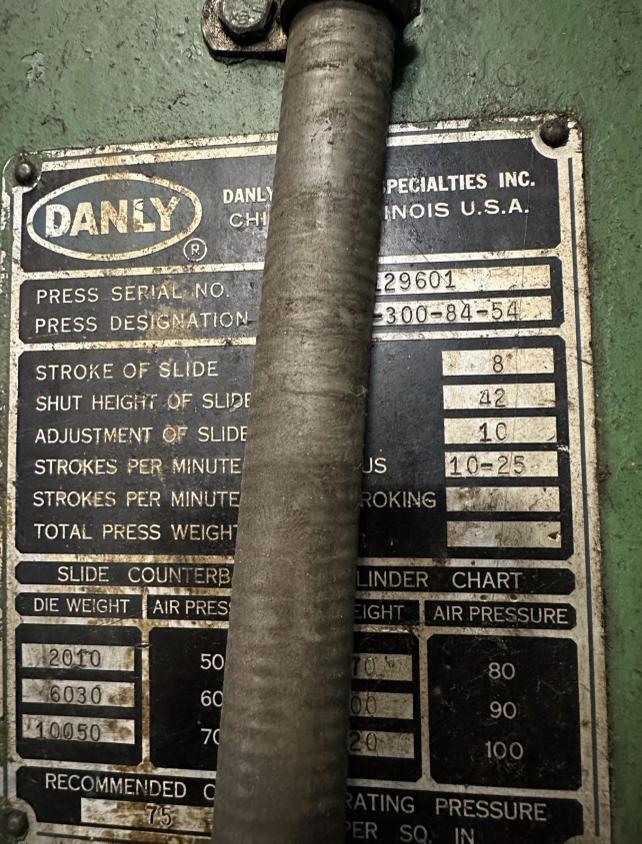 DANLY
®
DANLY SPECIALTIES INC.
CHI INOIS U.S.A.
PRESS SERIAL NO. 29601
PRESS DESIGNATION -300-84-54
STROKE OF SLIDE 8
SHUT HEIGHT OF SLIDE 42
ADJUSTMENT OF SLIDE 10
STROKES PER MINUTE US 10-25
STROKES PER MINUTE ROKING
TOTAL PRESS WEIGHT
SLIDE COUNTERB LINDER CHART
DIE WEIGHT AIR PRESS EIGHT AIR PRESSURE
2010 50 70 80
6030 60 00 90
10050 70 20 100
RECOMMENDED O RATING PRESSURE
75 PER SQ. IN.